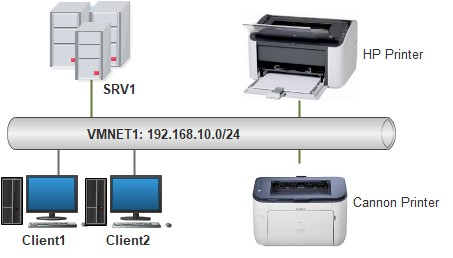 HP Printer
SRV1
VMNET1: 192.168.10.0/24
Cannon Printer
Client1
Client2